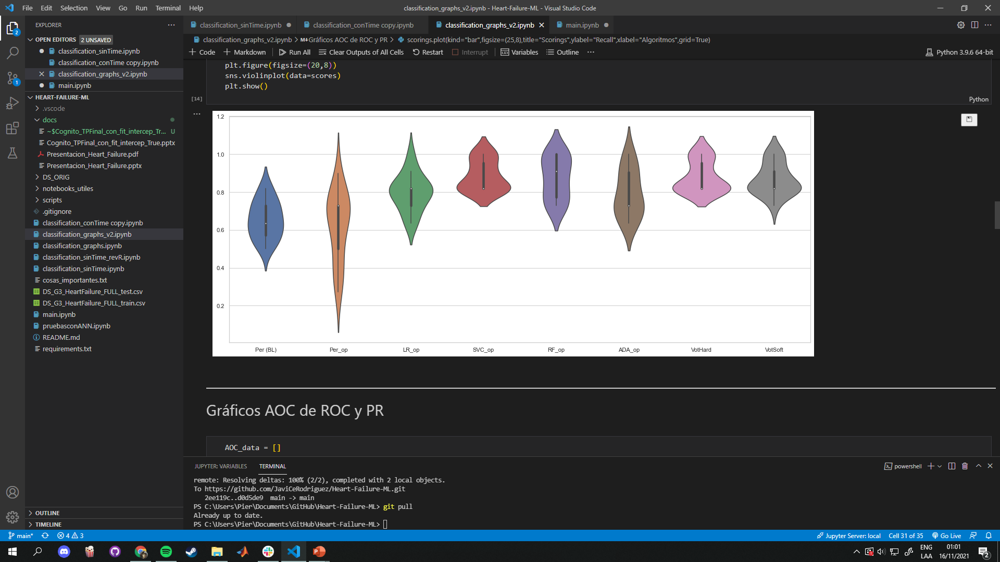 File Edit Selection View Go Run Terminal Help
classification_graphs_v2.ipynb - Heart-Failure-ML - Visual Studio Code
EXPLORER
OPEN EDITORS 2 UNSAVED
classification_sinTime.ipynb
classification_conTime copy.ipynb
classification_graphs_v2.ipynb
main.ipynb
HEART-FAILURE-ML
.vscode
docs
~$Cognito_TPFinal_con_fit_intercep_Tr... U
Cognito_TPFinal_con_fit_intercep_True.pptx
Presentacion_Heart_Failure.pdf
Presentacion_Heart_Failure.pptx
DS_ORIG
notebooks_utiles
scripts
.gitignore
classification_conTime copy.ipynb
classification_graphs_v2.ipynb
classification_graphs.ipynb
classification_sinTime_revR.ipynb
classification_sinTime.ipynb
cosas_importantes.txt
DS_G3_HeartFailure_FULL_test.csv
DS_G3_HeartFailure_FULL_train.csv
main.ipynb
pruebasconANN.ipynb
README.md
requirements.txt
OUTLINE
TIMELINE
classification_sinTime.ipynb classification_conTime copy.ipynb classification_graphs_v2.ipynb main.ipynb
classification_graphs_v2.ipynb > M↓Gráficos AOC de ROC y PR > scorings.plot(kind="bar",figsize=(25,8),title="Scorings",ylabel="Recall",xlabel="Algoritmos",grid=True)
+ Code + Markdown Run All Clear Outputs of All Cells Restart Interrupt Variables Outline ...
Python 3.9.6 64-bit
plt.figure(figsize=(20,8))
sns.violinplot(data=scores)
plt.show()
[14]
Python
1.2
1.0
0.8
0.6
0.4
0.2
Per (BL) Per_op LR_op SVC_op RF_op ADA_op VotHard VotSoft
Gráficos AOC de ROC y PR
AOC_data = []
JUPYTER: VARIABLES TERMINAL
powershell
remote: Resolving deltas: 100% (2/2), completed with 2 local objects.
To https://github.com/JaviCeRodriguez/Heart-Failure-ML.git
2ee119c..d0d5de9 main -> main
PS C:\Users\Pier\Documents\GitHub\Heart-Failure-ML> git pull
Already up to date.
PS C:\Users\Pier\Documents\GitHub\Heart-Failure-ML>
main* 4 3
Jupyter Server: local Cell 31 of 35 Go Live
2
1
ENG
LAA
01:01
16/11/2021
2